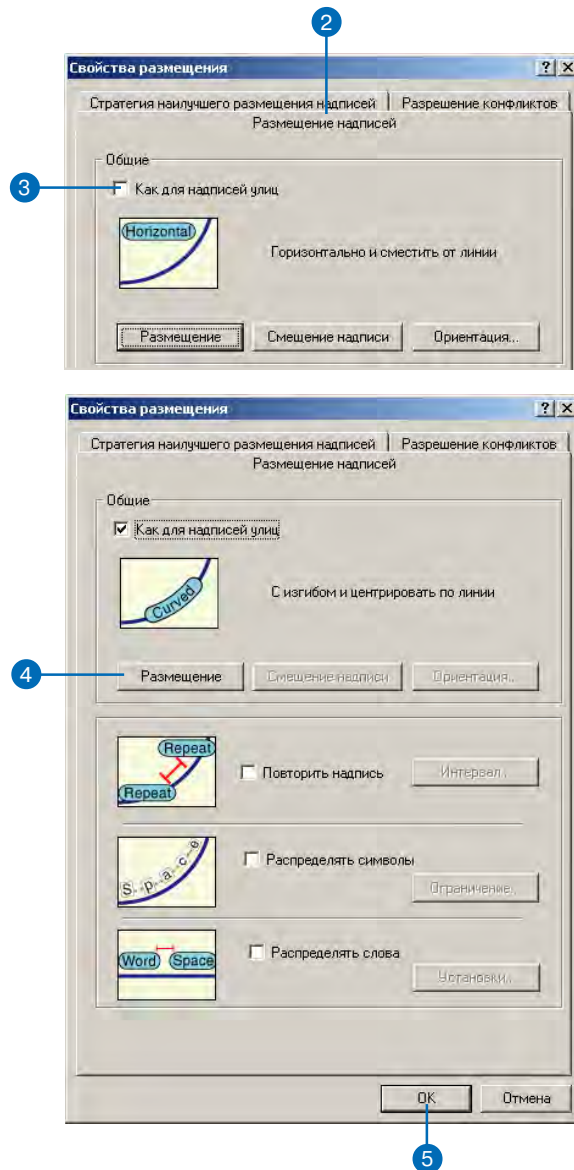 2
Свойства размещения
Стратегия наилучшего размещения надписей Разрешение конфликтов
Размещение надписей
Общие
3
Как для надписей улиц
Horizontal
Горизонтально и сместить от линии
Размещение Смещение надписи Ориентация...
Свойства размещения
Стратегия наилучшего размещения надписей Разрешение конфликтов
Размещение надписей
Общие
Как для надписей улиц
Curved
С изгибом и центрировать по линии
4
Размещение Смещение надписи Ориентация..
Repeat
Repeat
Повторить надпись Интервал..
S p a c e
Распределять символы
Ограничение..
Word Space
Распределять слова
Установки..
OK Отмена
5